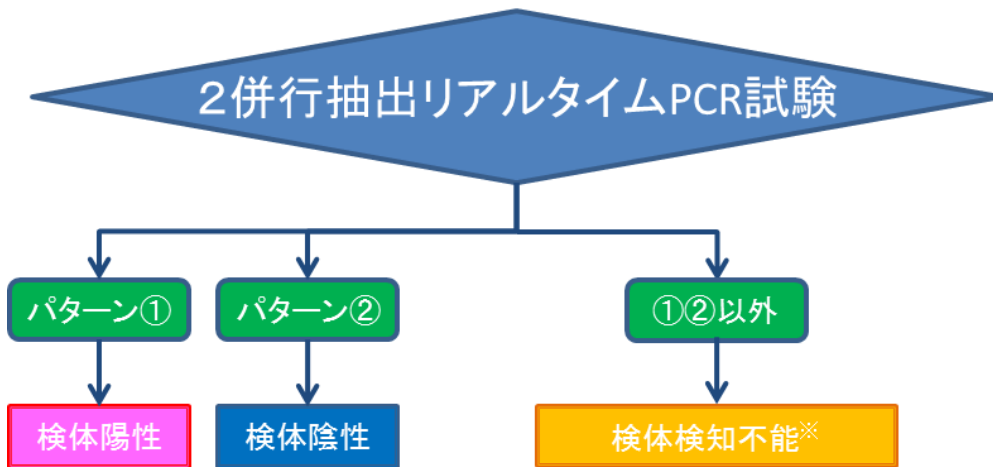 ２併行抽出リアルタイムPCR試験
パターン①
パターン②
①②以外
検体陽性
検体陰性
検体検知不能※